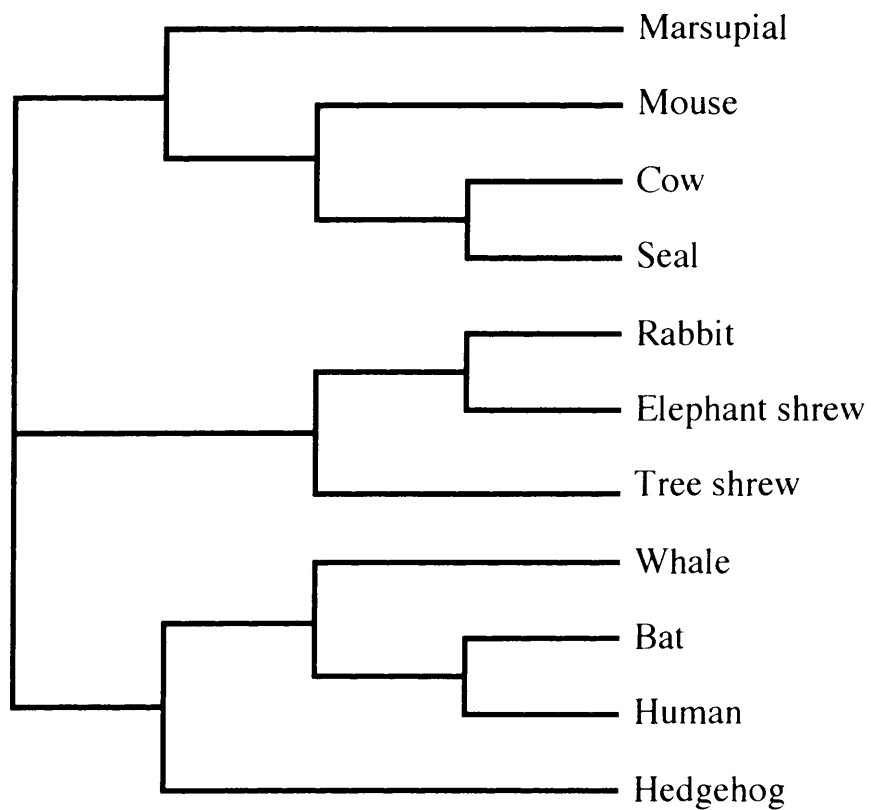 Marsupial
Mouse
Cow
Seal
Rabbit
Elephant shrew
Tree shrew
Whale
Bat
Human
Hedgehog